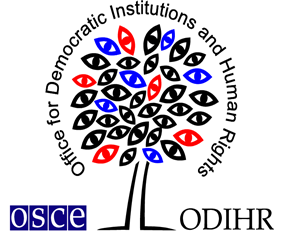 Office for Democratic Institutions and Human Rights
osce ODIHR